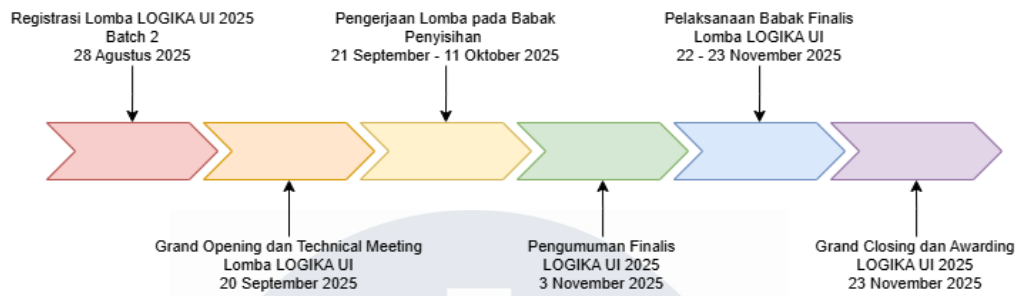 Registrasi Lomba LOGIKA UI 2025
Batch 2
28 Agustus 2025
Pengerjaan Lomba pada Babak
Penyisihan
21 September - 11 Oktober 2025
Pelaksanaan Babak Finalis
Lomba LOGIKA UI
22 - 23 November 2025
Grand Opening dan Technical Meeting
Lomba LOGIKA UI
20 September 2025
Pengumuman Finalis
LOGIKA UI 2025
3 November 2025
Grand Closing dan Awarding
LOGIKA UI 2025
23 November 2025